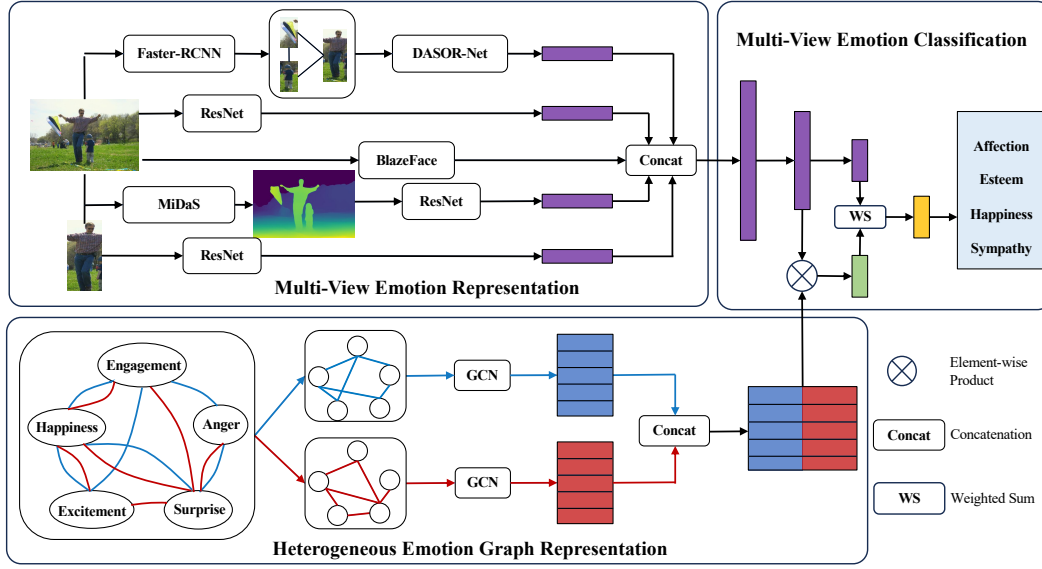 Multi-View Emotion Classification
Faster-RCNN
DASOR-Net
ResNet
BlazeFace
Concat
MiDaS
ResNet
ResNet
Multi-View Emotion Representation
WS
Affection
Esteem
Happiness
Sympathy
Engagement
Happiness
Anger
Excitement
Surprise
GCN
GCN
Concat
Heterogeneous Emotion Graph Representation
Element-wise
Product
Concat
Concatenation
WS
Weighted Sum